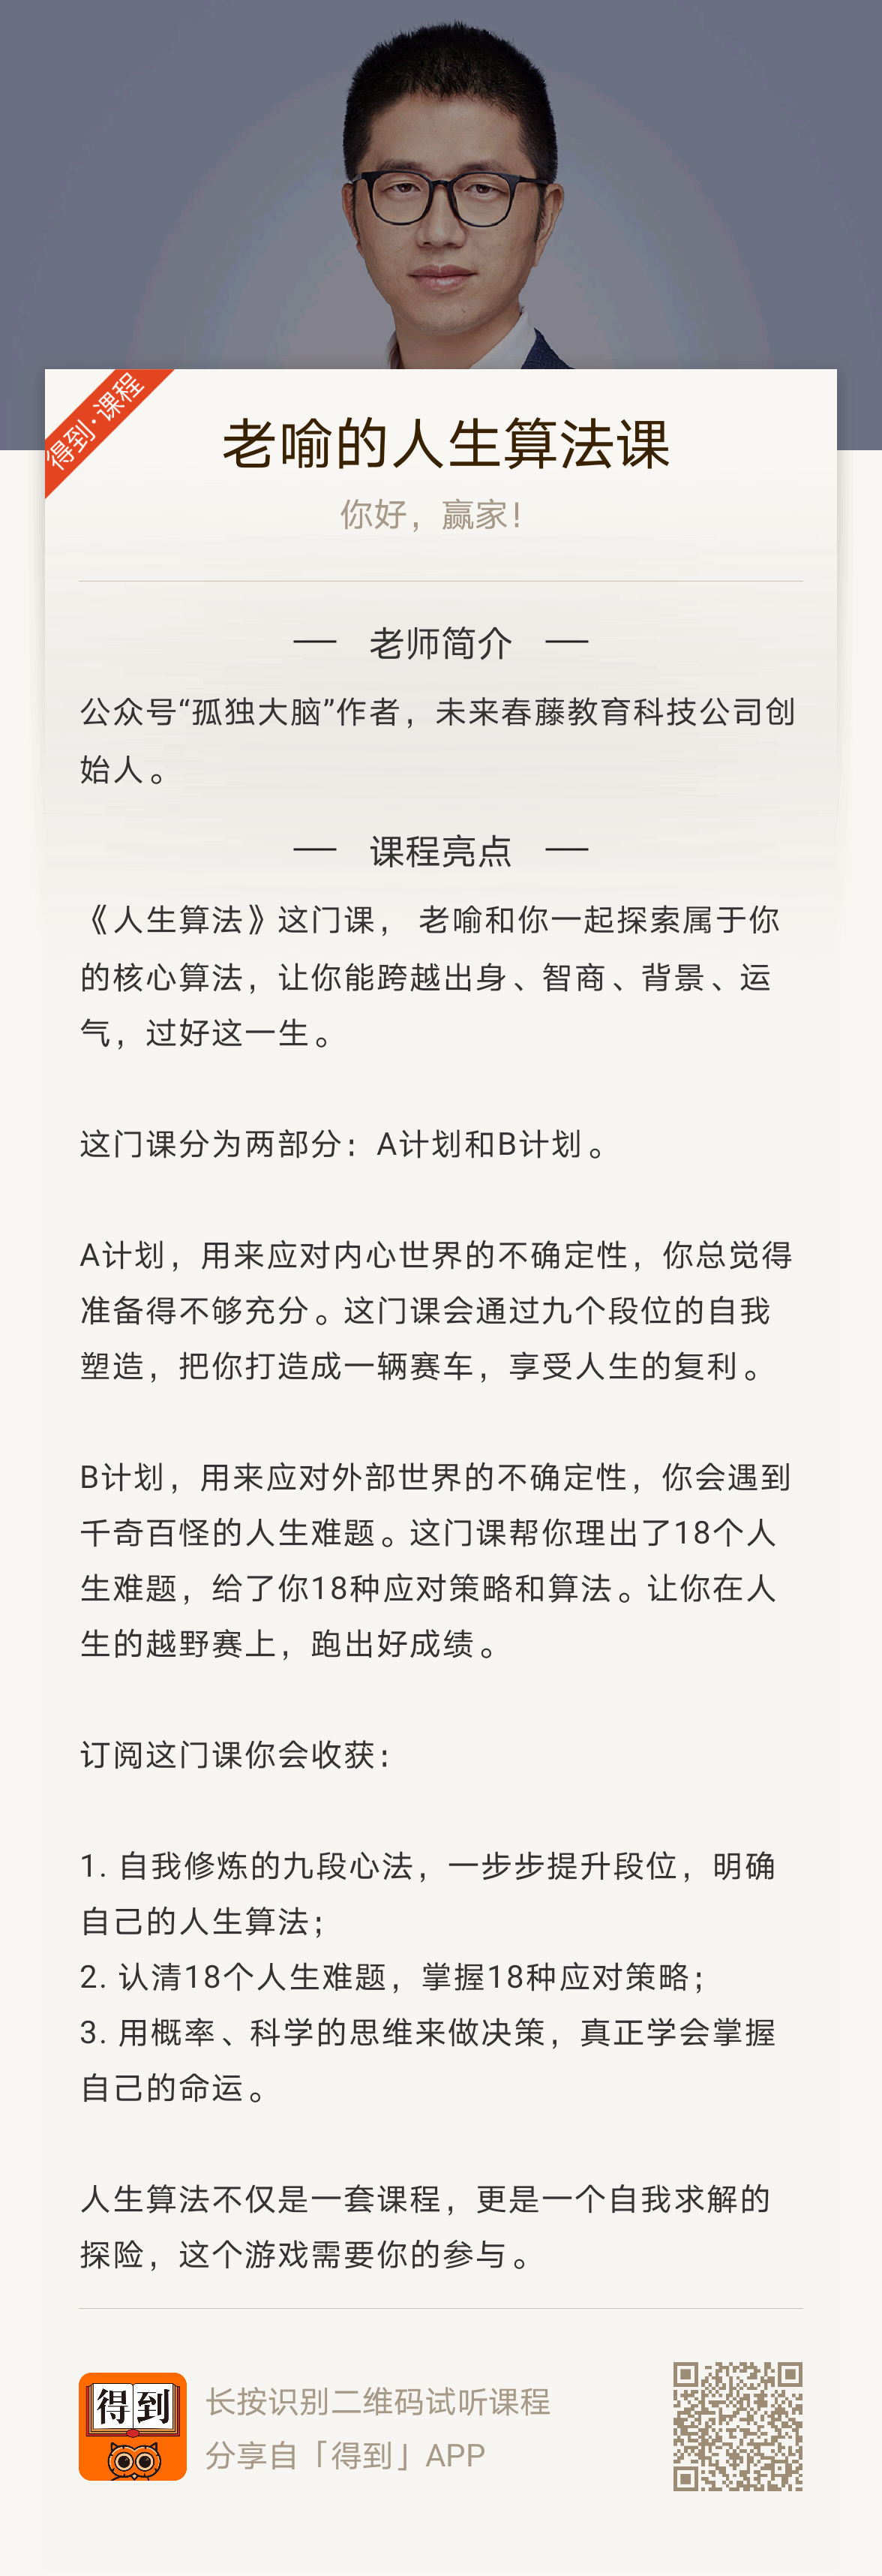 得到·课程
老喻的人生算法课
你好，赢家！
老师简介
公众号“孤独大脑”作者，未来春藤教育科技公司创
始人。
课程亮点
《人生算法》这门课， 老喻和你一起探索属于你
的核心算法，让你能跨越出身、智商、背景、运
气，过好这一生。
这门课分为两部分：A计划和B计划。
A计划，用来应对内心世界的不确定性，你总觉得
准备得不够充分。这门课会通过九个段位的自我
塑造，把你打造成一辆赛车，享受人生的复利。
B计划，用来应对外部世界的不确定性，你会遇到
千奇百怪的人生难题。这门课帮你理出了18个人
生难题，给了你18种应对策略和算法。让你在人
生的越野赛上，跑出好成绩。
订阅这门课你会收获：
1. 自我修炼的九段心法，一步步提升段位，明确
自己的人生算法；
2. 认清18个人生难题，掌握18种应对策略；
3. 用概率、科学的思维来做决策，真正学会掌握
自己的命运。
人生算法不仅是一套课程，更是一个自我求解的
探险，这个游戏需要你的参与。
得到
长按识别二维码试听课程
分享自「得到」APP